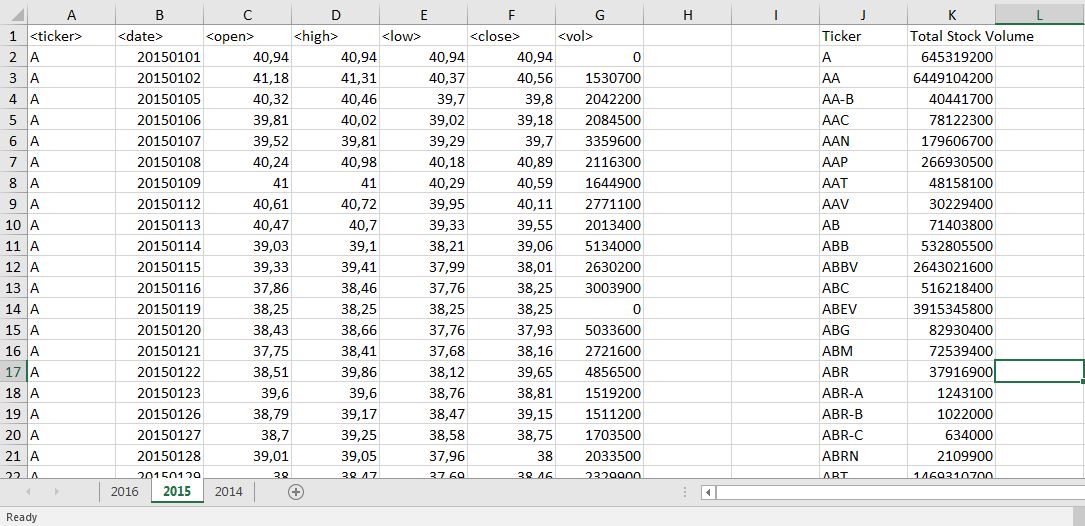 A B C D E F G H I J K L
1 <ticker> <date> <open> <high> <low> <close> <vol> Ticker Total Stock Volume
2 A 20150101 40,94 40,94 40,94 40,94 0 A 645319200
3 A 20150102 41,18 41,31 40,37 40,56 1530700 AA 6449104200
4 A 20150105 40,32 40,46 39,7 39,8 2042200 AA-B 40441700
5 A 20150106 39,81 40,02 39,02 39,18 2084500 AAC 78122300
6 A 20150107 39,52 39,81 39,29 39,7 3359600 AAN 179606700
7 A 20150108 40,24 40,98 40,18 40,89 2116300 AAP 266930500
8 A 20150109 41 41 40,29 40,59 1644900 AAT 48158100
9 A 20150112 40,61 40,72 39,95 40,11 2771100 AAV 30229400
10 A 20150113 40,47 40,7 39,33 39,55 2013400 AB 71403800
11 A 20150114 39,03 39,1 38,21 39,06 5134000 ABB 532805500
12 A 20150115 39,33 39,41 37,99 38,01 2630200 ABBV 2643021600
13 A 20150116 37,86 38,46 37,76 38,25 3003900 ABC 516218400
14 A 20150119 38,25 38,25 38,25 38,25 0 ABEV 3915345800
15 A 20150120 38,43 38,66 37,76 37,93 5033600 ABG 82930400
16 A 20150121 37,75 38,41 37,68 38,16 2721600 ABM 72539400
17 A 20150122 38,51 39,86 38,12 39,65 4856500 ABR 37916900
18 A 20150123 39,6 39,6 38,76 38,81 1519200 ABR-A 1243100
19 A 20150126 38,79 39,17 38,47 39,15 1511200 ABR-B 1022000
20 A 20150127 38,7 39,25 38,58 38,75 1703500 ABR-C 634000
21 A 20150128 39,01 39,05 37,96 38 2033500 ABRN 2109900
22 A 20150129 38 38,47 37,69 38,46 2329900 ABT 1469310700
2016 2015 2014
Ready